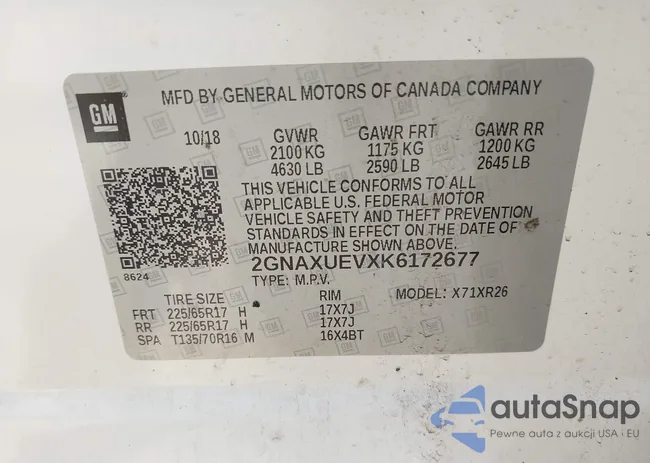 GM
MFD BY GENERAL MOTORS OF CANADA COMPANY
10/18 GVWR GAWR FRT GAWR RR
2100 KG 1175 KG 1200 KG
4630 LB 2590 LB 2645 LB
THIS VEHICLE CONFORMS TO ALL
APPLICABLE U.S. FEDERAL MOTOR
VEHICLE SAFETY AND THEFT PREVENTION
STANDARDS IN EFFECT ON THE DATE OF
MANUFACTURE SHOWN ABOVE.
8624
2GNAXUEVXK6172677
TYPE: M.P.V. MODEL: X71XR26
TIRE SIZE RIM
FRT 225/65R17 H 17X7J
RR 225/65R17 H 17X7J
SPA T135/70R16 M 16X4BT
autaSnap
Pewne auta z aukcji USA i EU